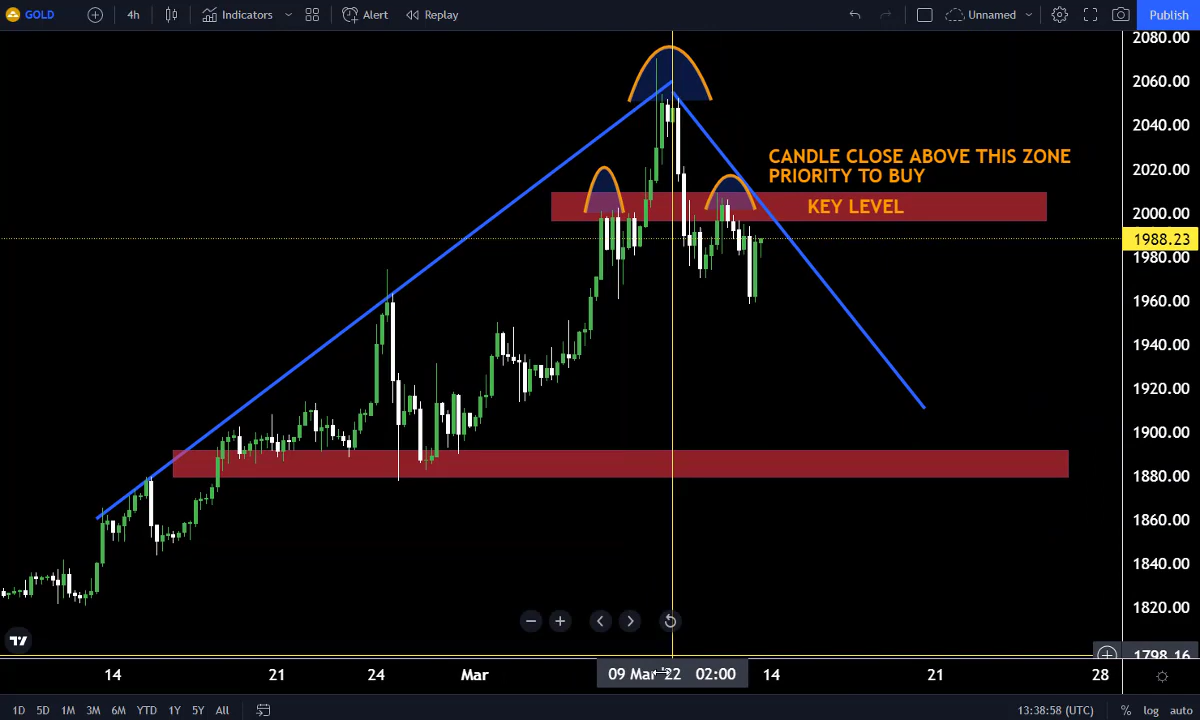 GOLD 4h Indicators Alert Replay Unnamed Publish
2080.00
2060.00
2040.00
CANDLE CLOSE ABOVE THIS ZONE
PRIORITY TO BUY
2020.00
KEY LEVEL
2000.00
1988.23
1980.00
1960.00
1940.00
1920.00
1900.00
1880.00
1860.00
1840.00
1820.00
1798.16
14 21 24 Mar 09 Mar '22 02:00 14 21 28
1D 5D 1M 3M 6M YTD 1Y 5Y All 13:38:58 (UTC) % log auto